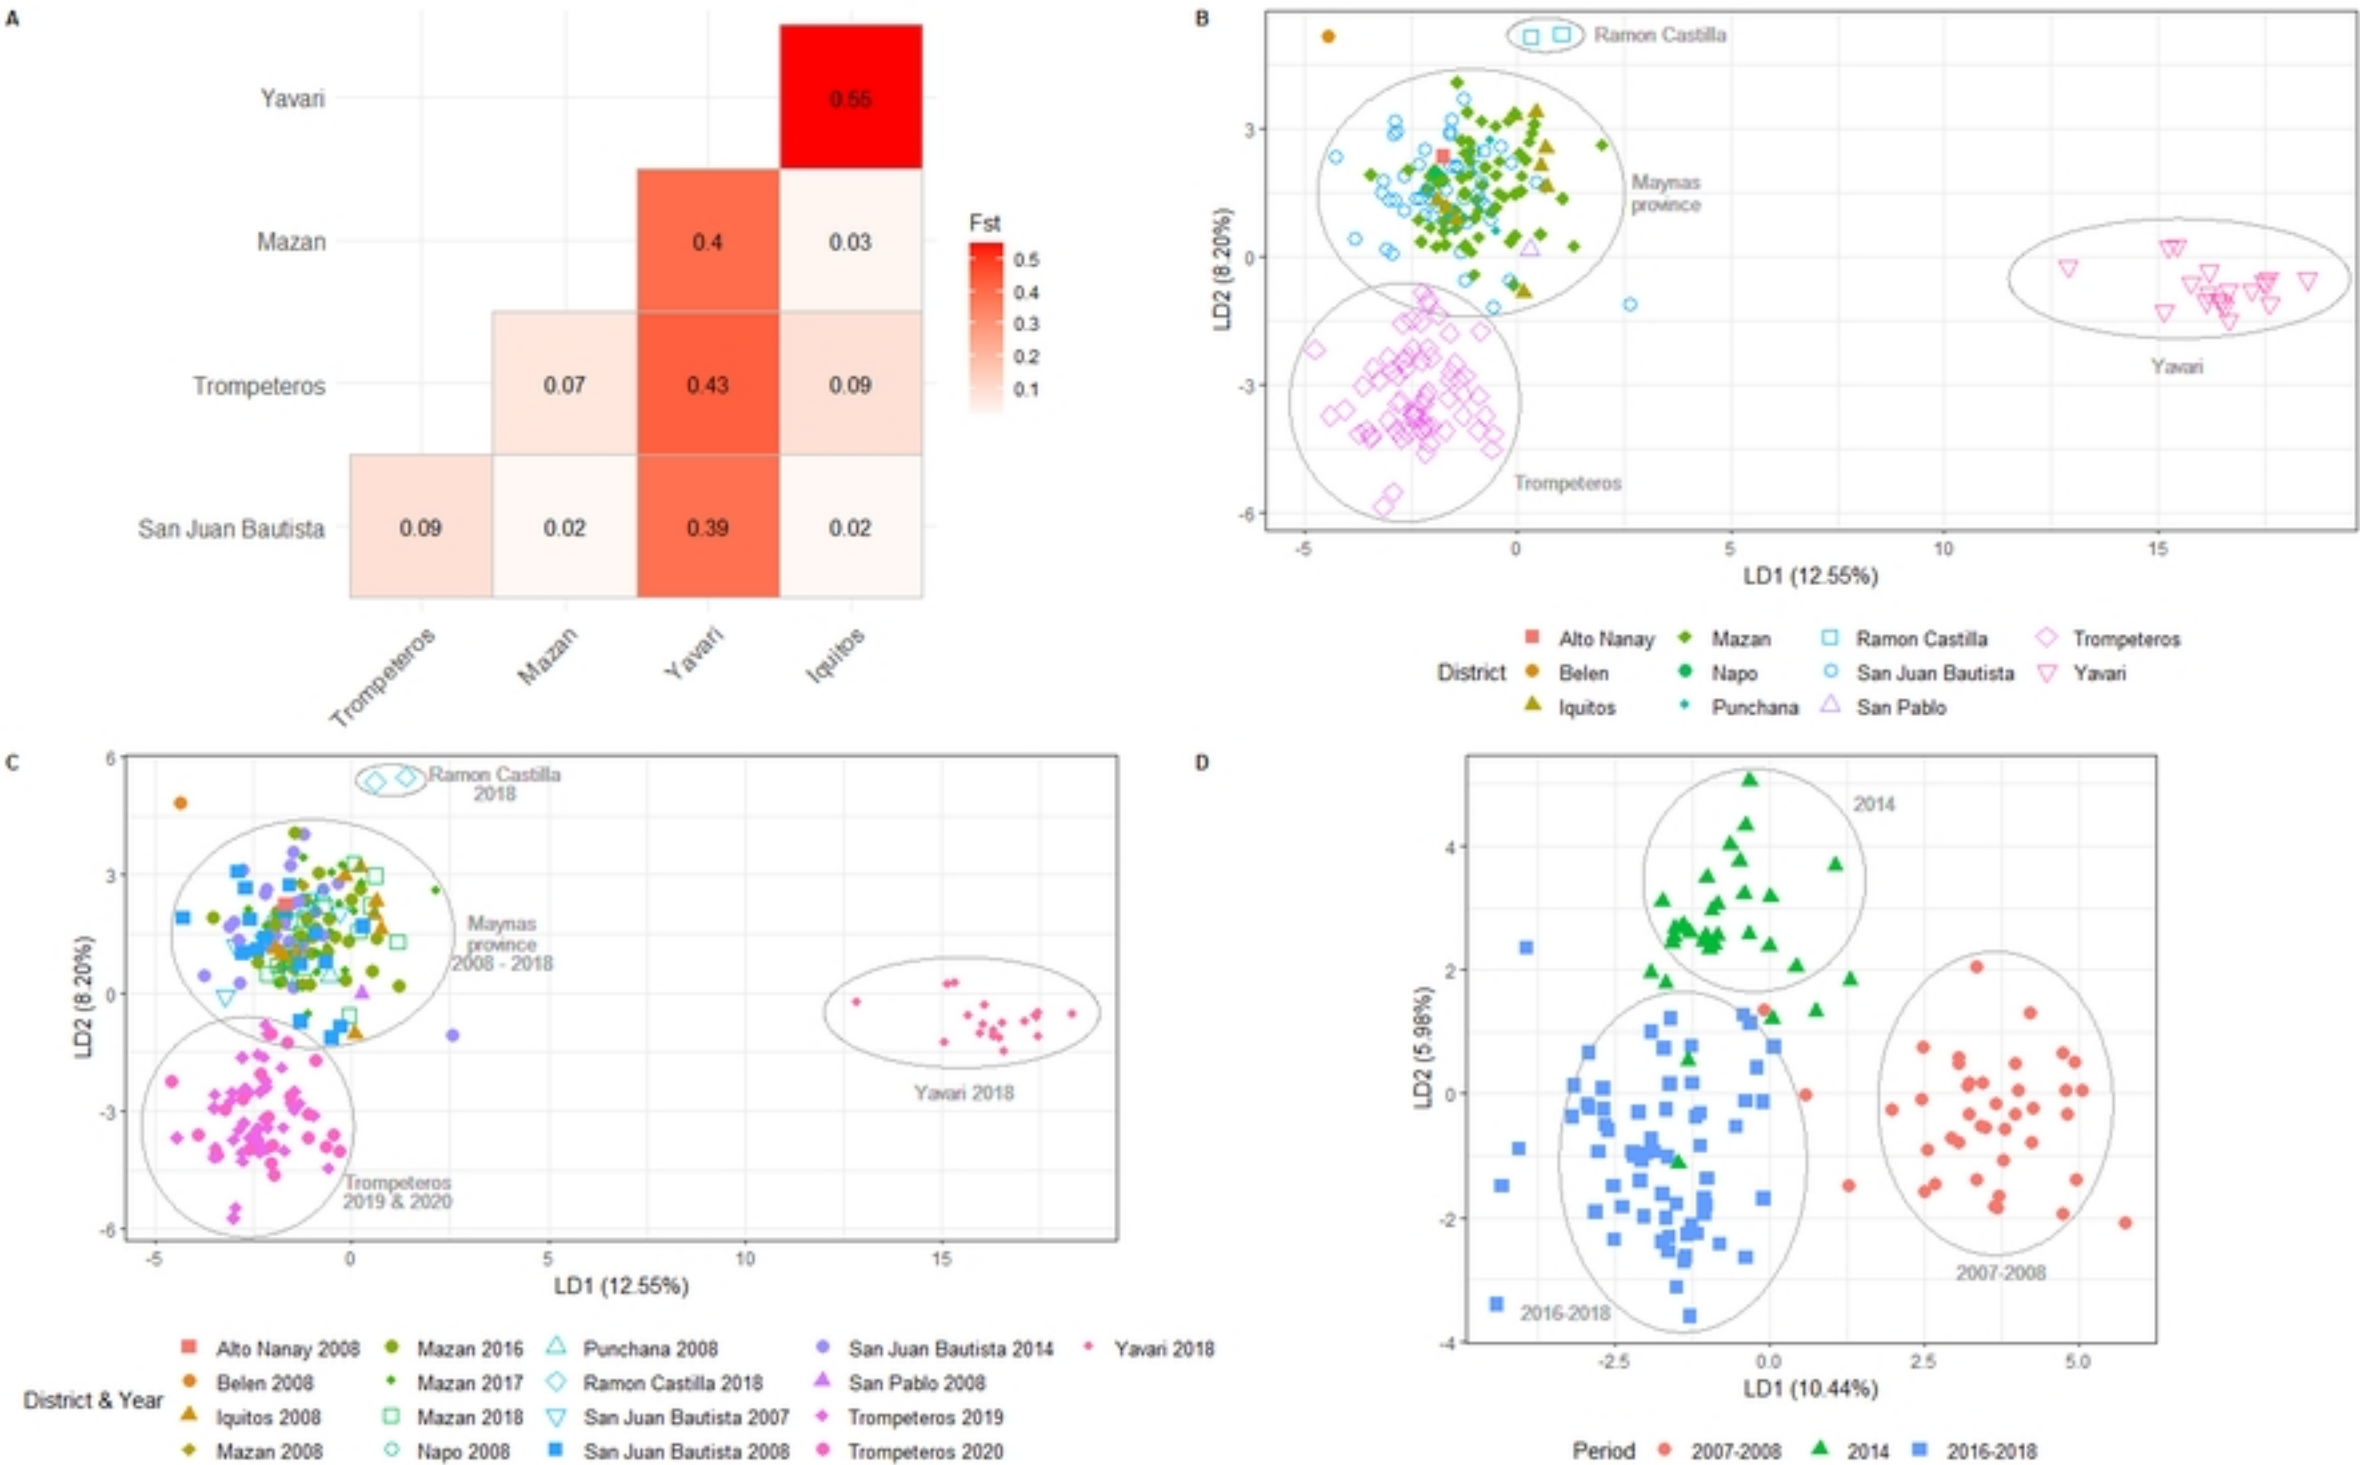 A
Yavari
0.55
Mazan
0.4
0.03
Trompeteros
0.07
0.43
0.09
San Juan Bautista
0.09
0.02
0.39
0.02
Trompeteros
Mazan
Yavari
Iquitos
Fst
0.5
0.4
0.3
0.2
0.1
B
Ramon Castilla
Maynas
province
Yavari
Trompeteros
3
0
-3
-6
LD2 (8.20%)
-5
0
5
10
15
LD1 (12.55%)
District
Alto Nanay
Mazan
Ramon Castilla
Trompeteros
Belen
Napo
San Juan Bautista
Yavari
Iquitos
Punchana
San Pablo
C
Ramon Castilla
2018
Maynas
province
2008 - 2018
Yavari 2018
Trompeteros
2019 & 2020
6
3
0
-3
-6
LD2 (8.20%)
-5
0
5
10
15
LD1 (12.55%)
District & Year
Alto Nanay 2008
Mazan 2016
Punchana 2008
San Juan Bautista 2014
Yavari 2018
Belen 2008
Mazan 2017
Ramon Castilla 2018
San Pablo 2008
Iquitos 2008
Mazan 2018
San Juan Bautista 2007
Trompeteros 2019
Mazan 2008
Napo 2008
San Juan Bautista 2008
Trompeteros 2020
D
2014
2007-2008
2016-2018
4
2
0
-2
-4
LD2 (5.98%)
-2.5
0.0
2.5
5.0
LD1 (10.44%)
Period
2007-2008
2014
2016-2018